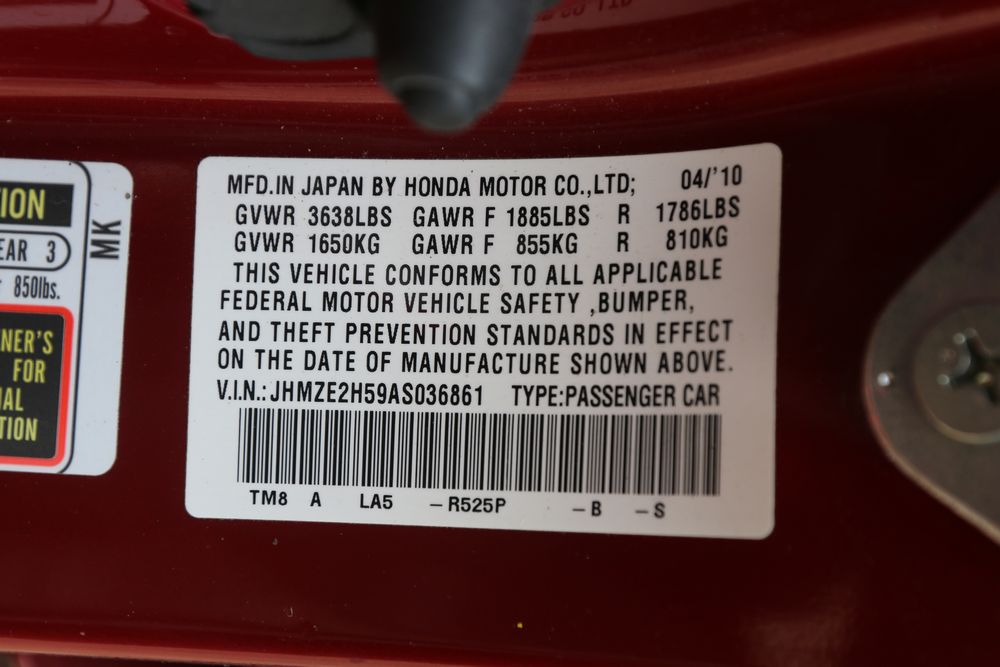 MFD.IN JAPAN BY HONDA MOTOR CO.,LTD; 04/'10
GVWR 3638LBS GAWR F 1885LBS R 1786LBS
GVWR 1650KG GAWR F 855KG R 810KG
THIS VEHICLE CONFORMS TO ALL APPLICABLE
FEDERAL MOTOR VEHICLE SAFETY ,BUMPER,
AND THEFT PREVENTION STANDARDS IN EFFECT
ON THE DATE OF MANUFACTURE SHOWN ABOVE.
V.I.N.:JHMZE2H59AS036861 TYPE:PASSENGER CAR
TM8 A LA5 –R525P –B –S
ION
EAR 3
850lbs.
NER'S
FOR
IAL
TION
MK